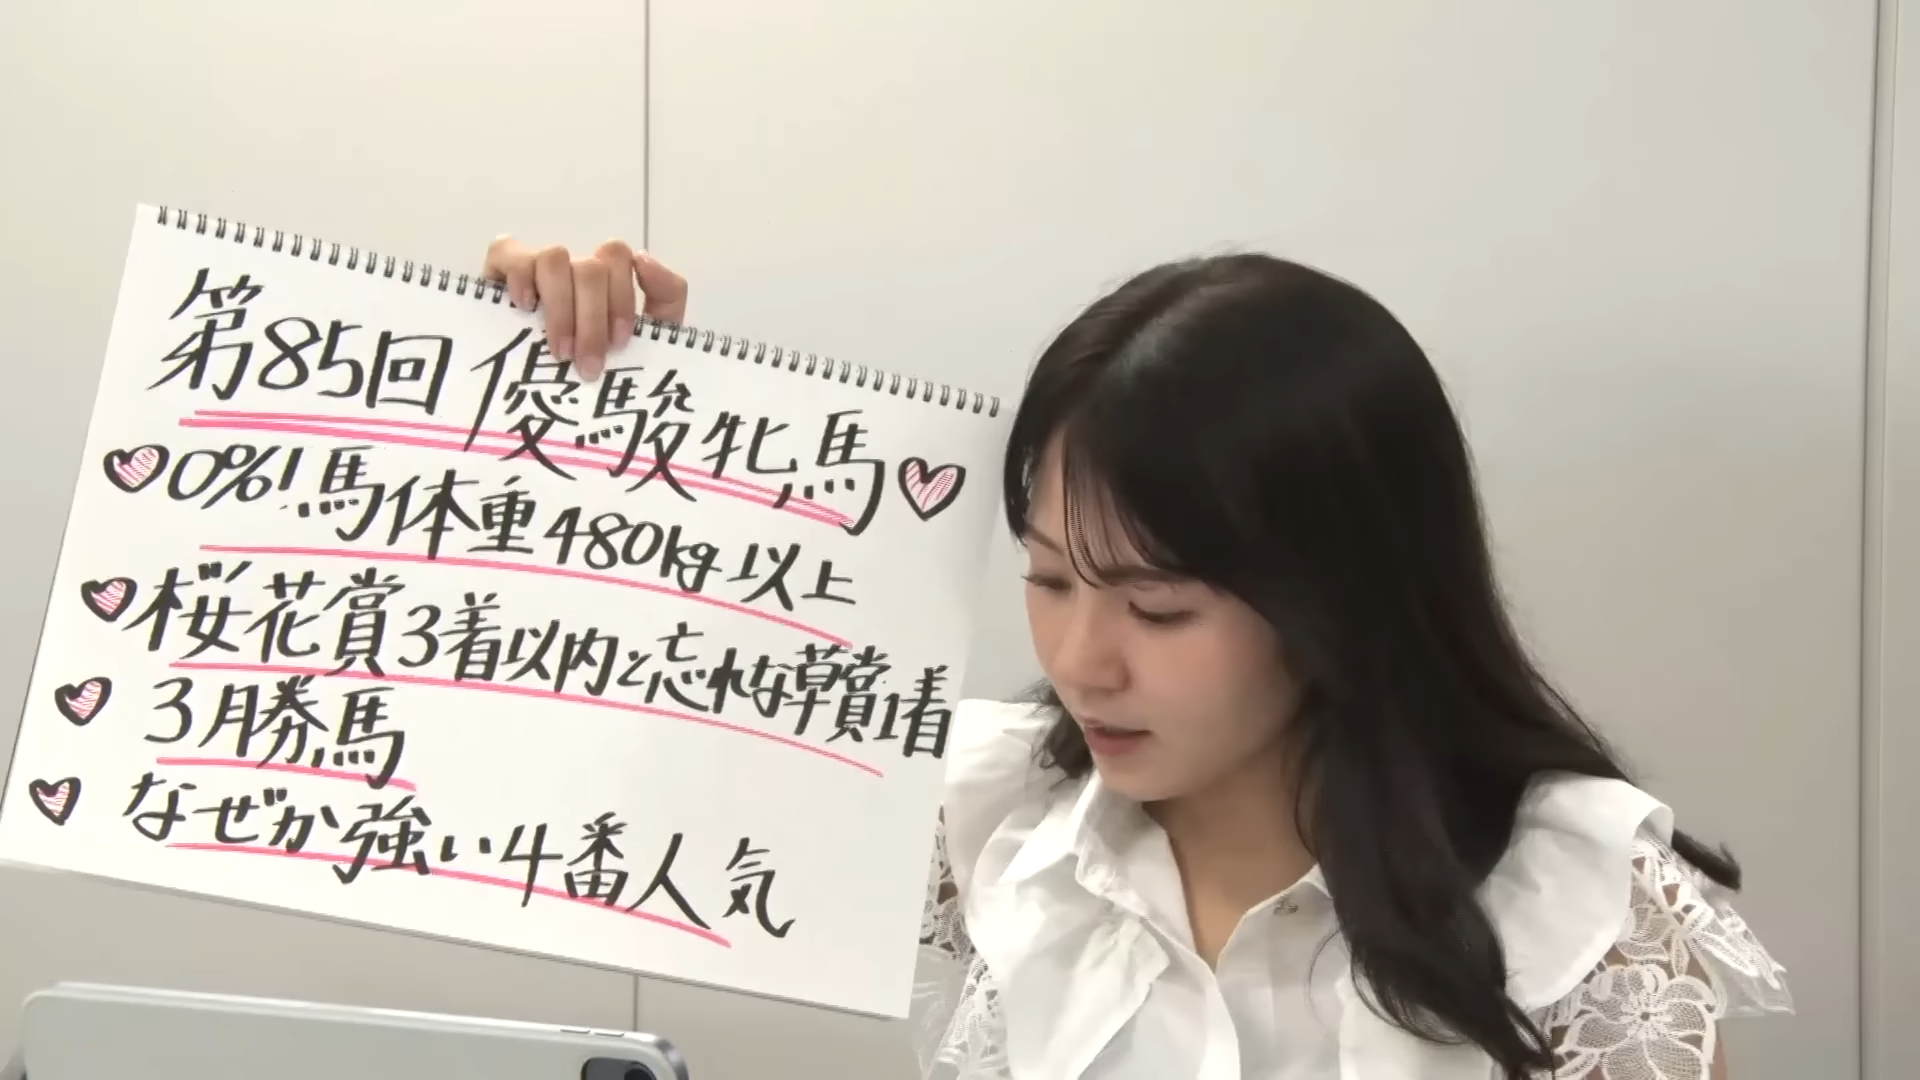 第85回 優駿牝馬♡
♡0%!馬体重480kg以上
♡桜花賞3着以内と忘れな草賞1着
♡3勝馬
♡なぜか強い4番人気